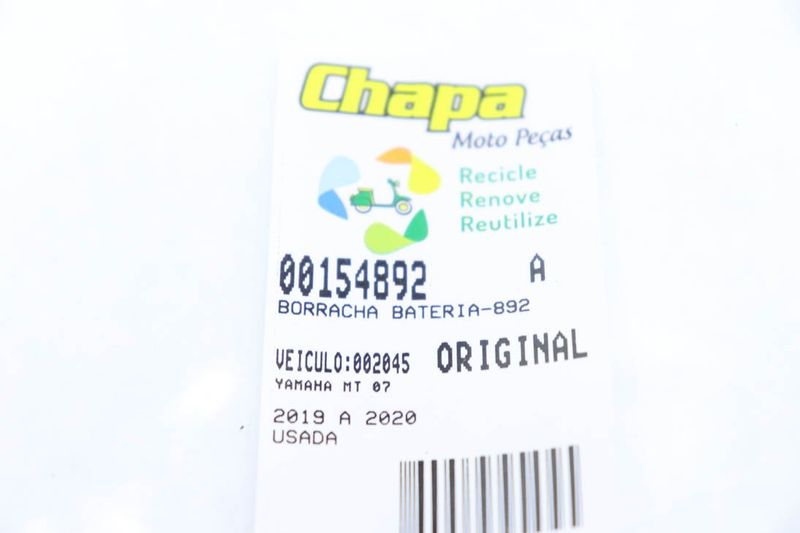 Chapa
Moto Peças
Recicle
Renove
Reutilize
00154892 A
BORRACHA BATERIA-892
VEICULO:002045 ORIGINAL
YAMAHA MT 07
2019 A 2020
USADA